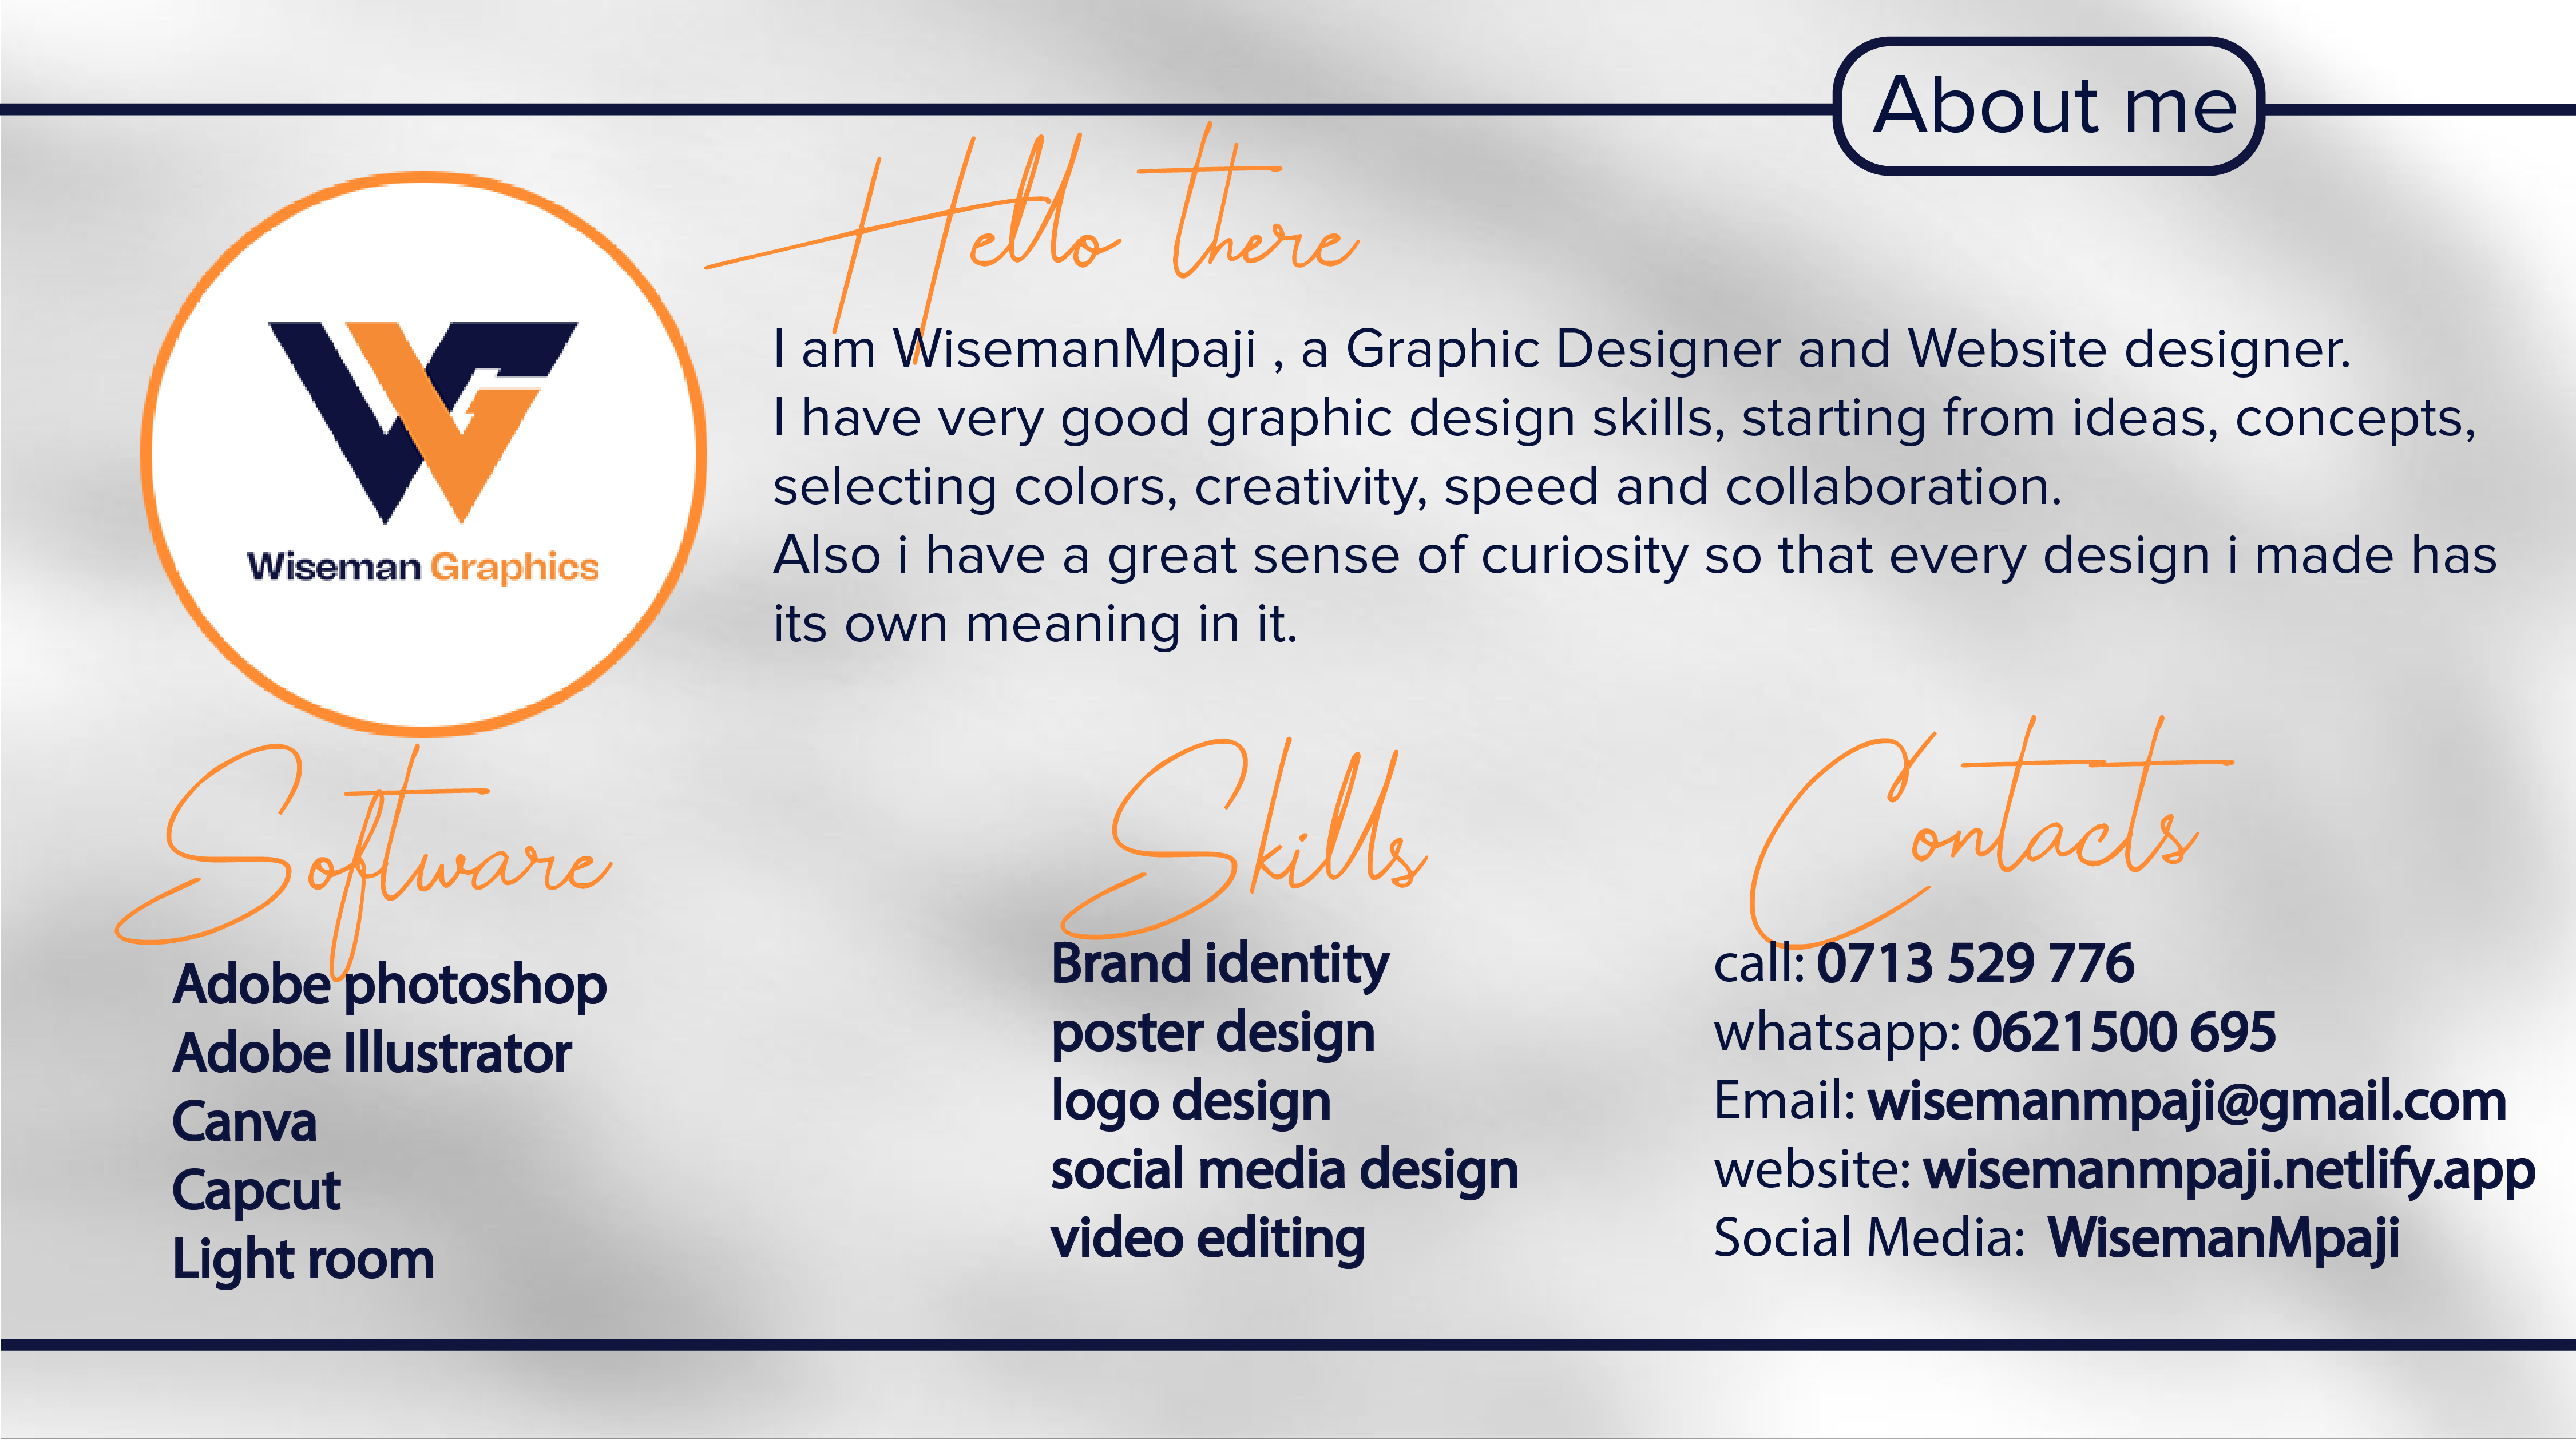 About me
Hello there
Wiseman Graphics
I am WisemanMpaji , a Graphic Designer and Website designer.
I have very good graphic design skills, starting from ideas, concepts,
selecting colors, creativity, speed and collaboration.
Also i have a great sense of curiosity so that every design i made has
its own meaning in it.
Software
Adobe photoshop
Adobe Illustrator
Canva
Capcut
Light room
Skills
Brand identity
poster design
logo design
social media design
video editing
Contacts
call: 0713 529 776
whatsapp: 0621500 695
Email: wisemanmpaji@gmail.com
website: wisemanmpaji.netlify.app
Social Media: WisemanMpaji